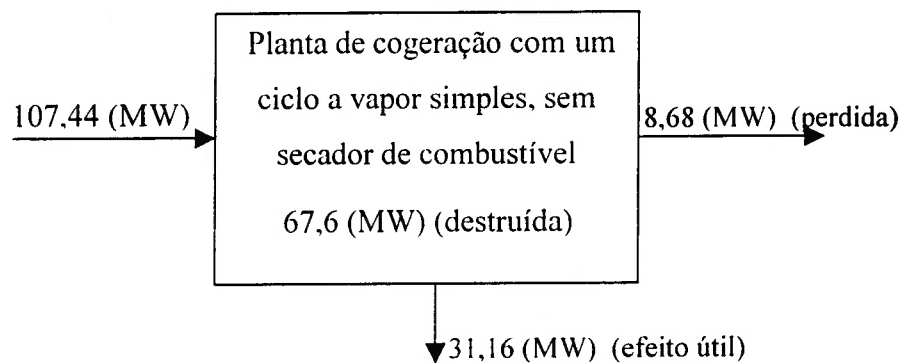 Planta de cogeração com um
ciclo a vapor simples, sem
secador de combustível
67,6 (MW) (destruída)
107,44 (MW)
8,68 (MW) (perdida)
31,16 (MW) (efeito útil)